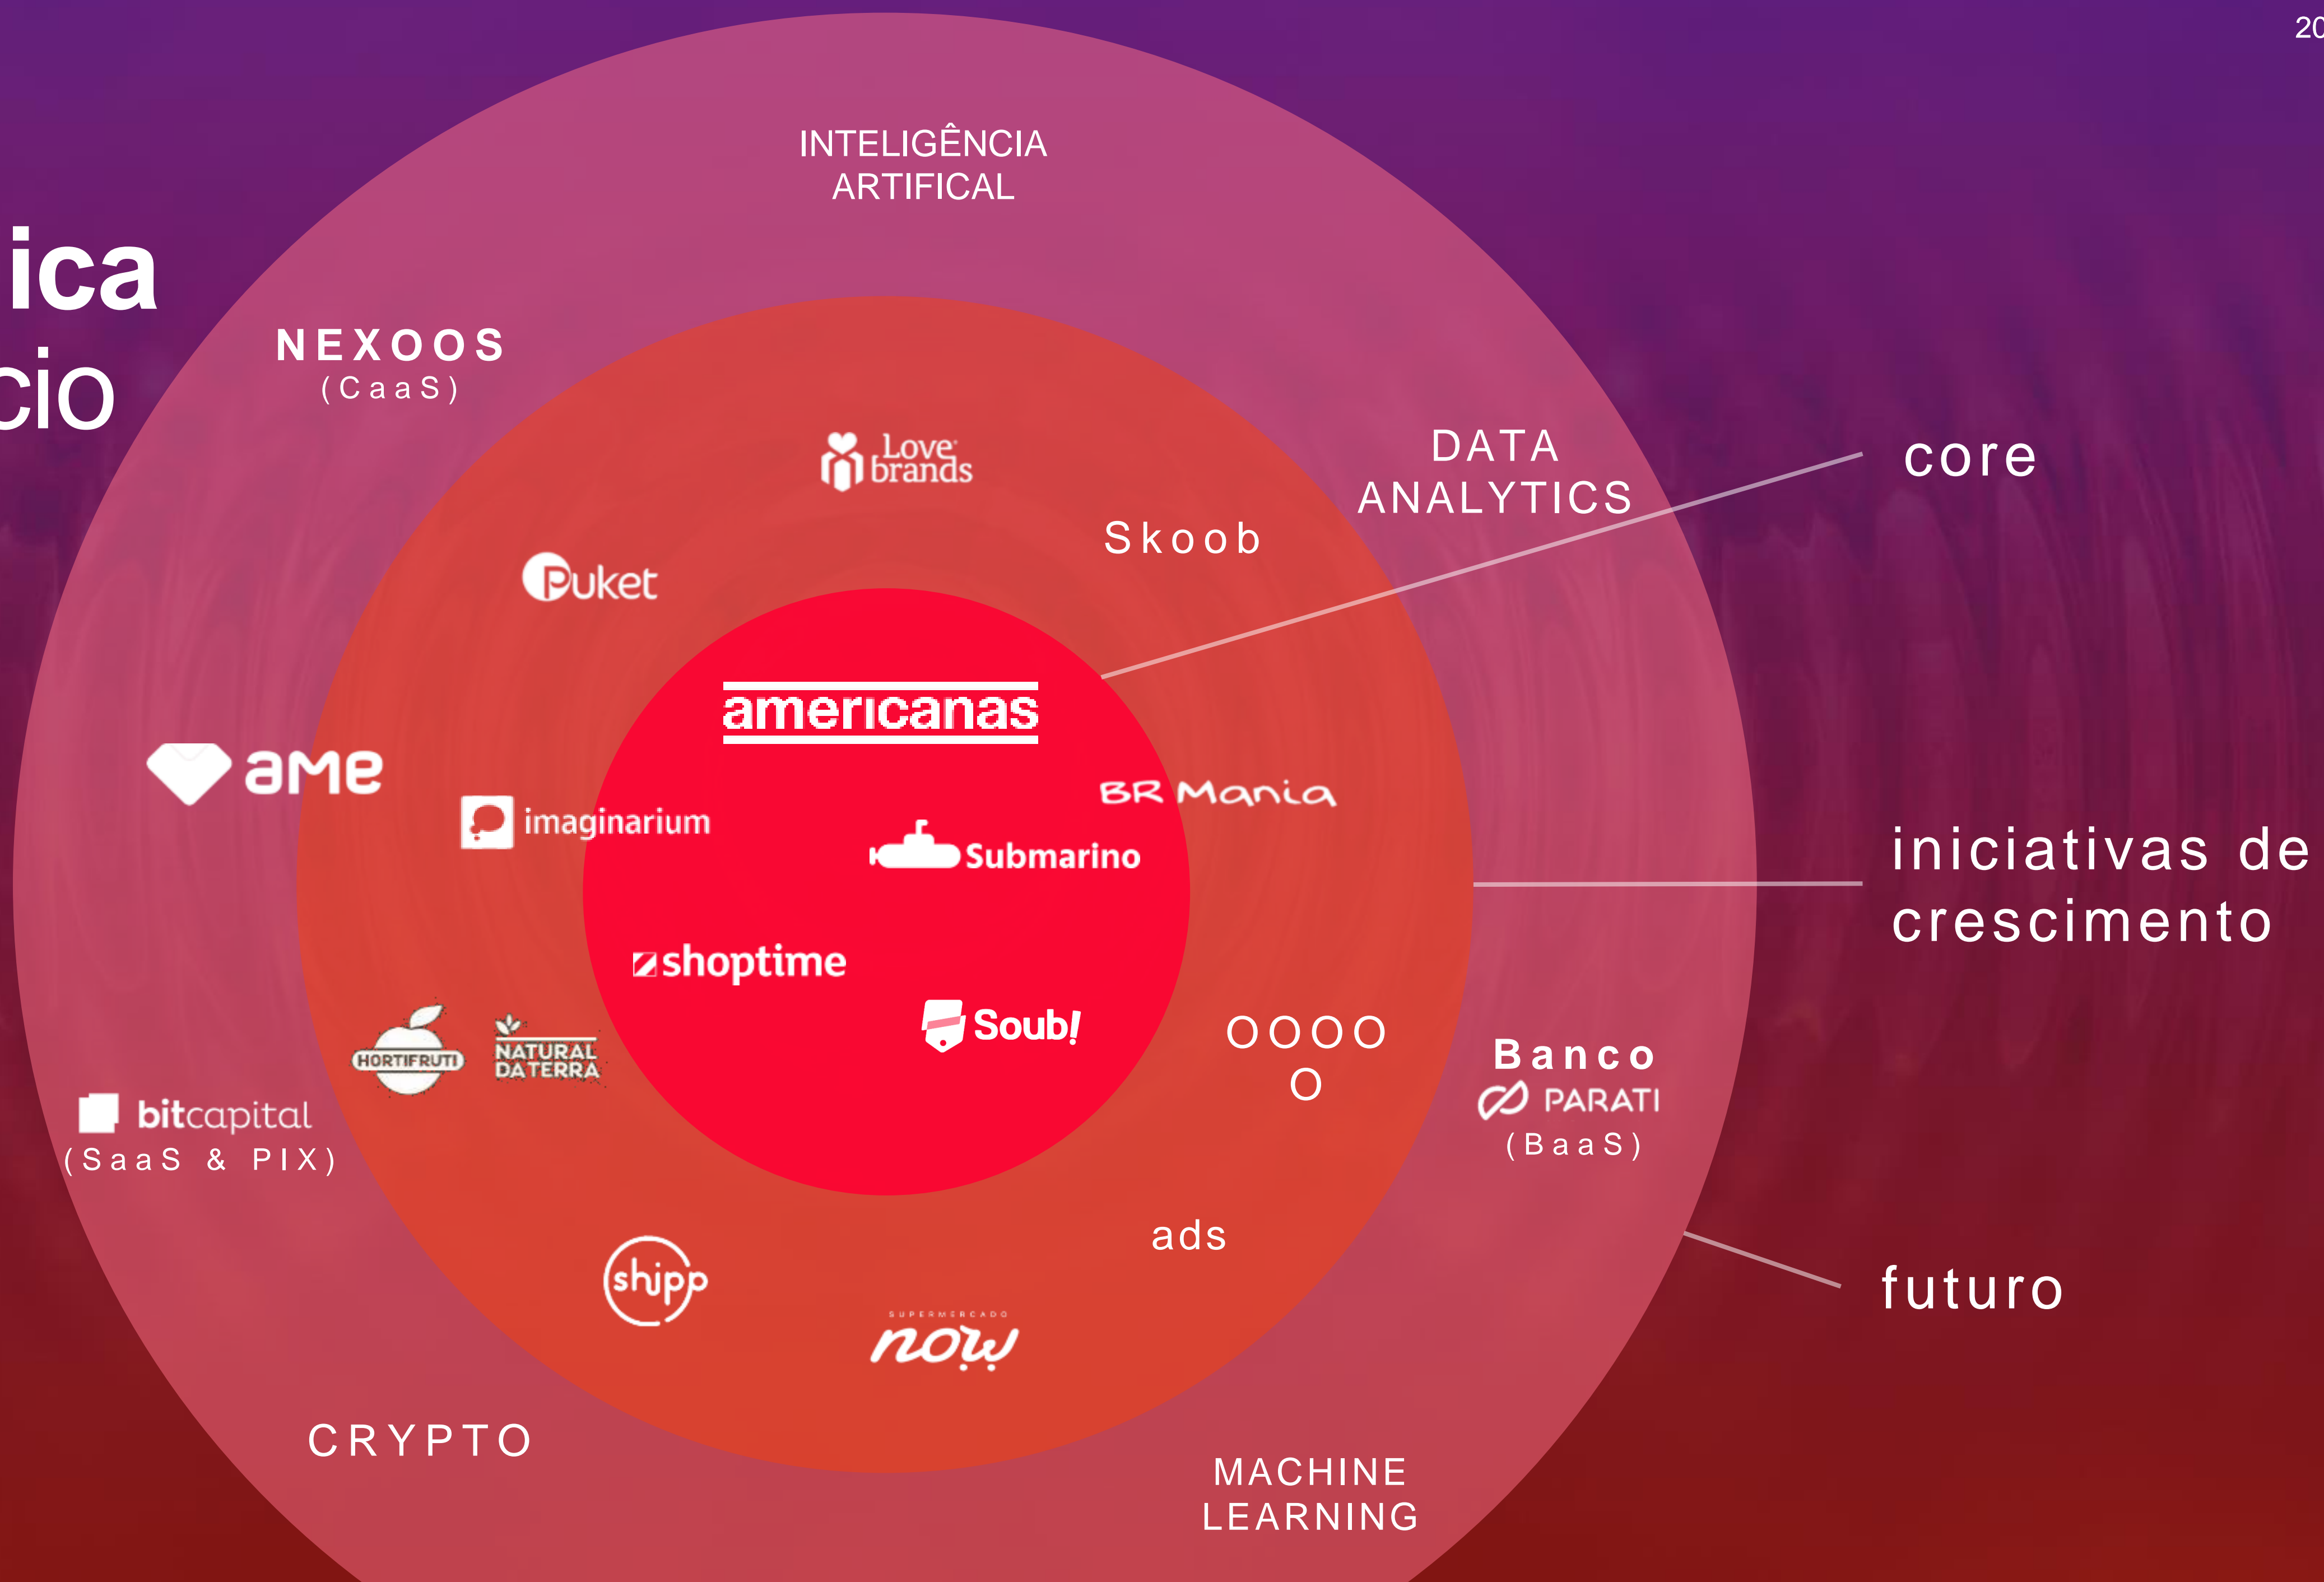 20
ica
cio
INTELIGÊNCIA
ARTIFICAL
NEXOOS
(CaaS)
Love
brands
DATA
ANALYTICS
core
Skoob
Puket
americanas
ame
imaginarium
BR Mania
Submarino
iniciativas de
crescimento
shoptime
Soub!
OOOO
O
HORTIFRUTI
NATURAL
DATERRA
Banco
PARATI
(BaaS)
bitcapital
(SaaS & PIX)
ads
shipp
SUPERMERCADO
now
futuro
CRYPTO
MACHINE
LEARNING